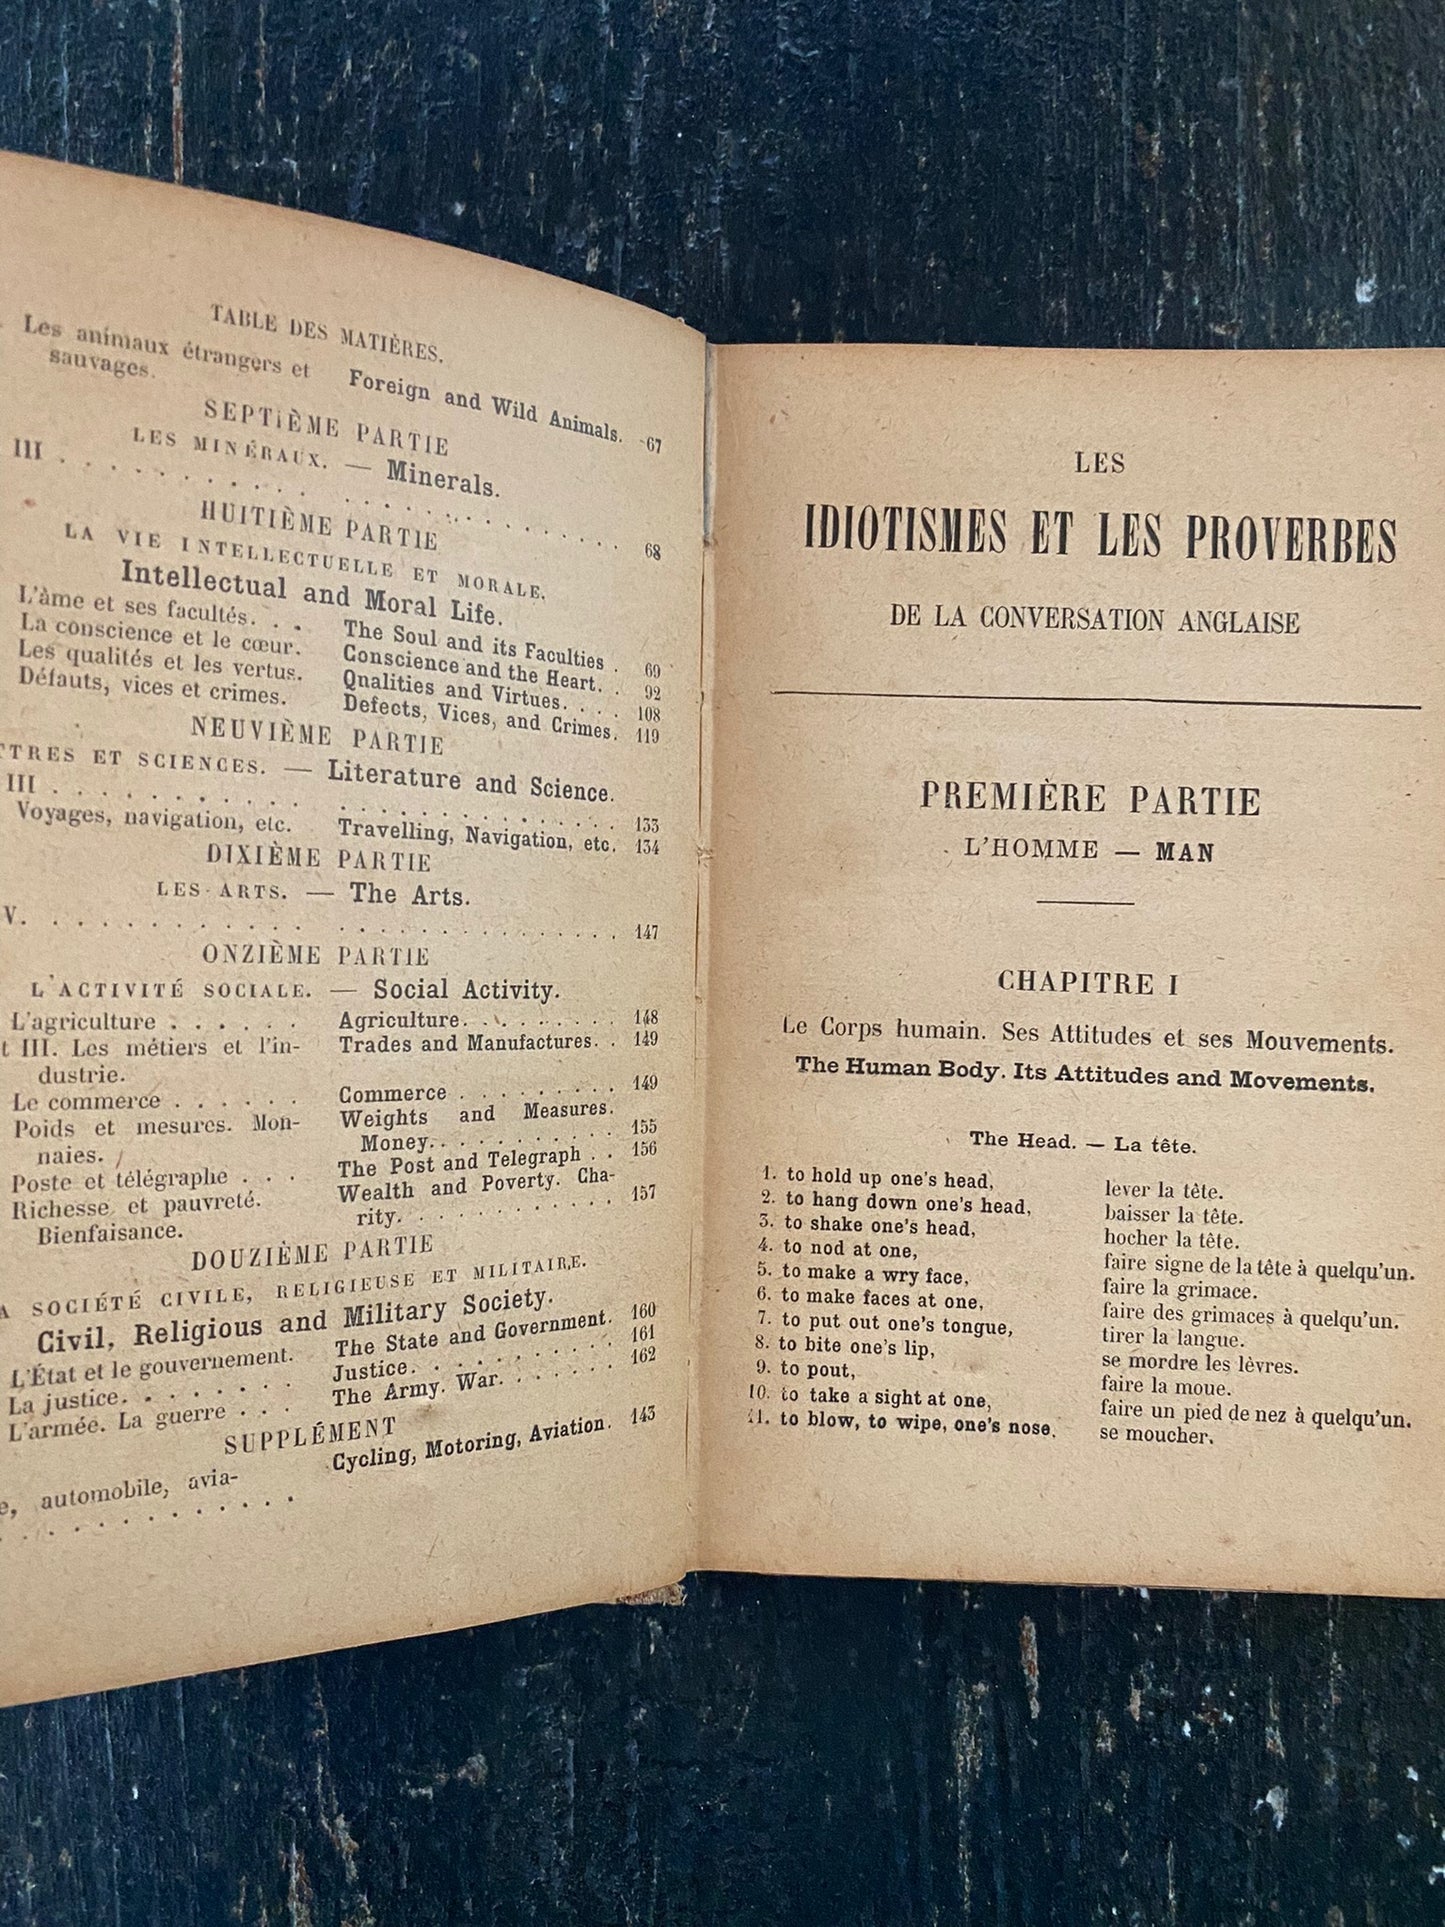 TABLE DES MATIÈRES.
Les animaux étrangers et Foreign and Wild Animals. 67
sauvages.
SEPTIÈME PARTIE
LES MINÉRAUX. — Minerals.
III . . . . . . . . . . . . . . . . . . . . . . . . 68
HUITIÈME PARTIE
LA VIE INTELLECTUELLE ET MORALE.
Intellectual and Moral Life.
L'âme et ses facultés. . . The Soul and its Faculties . 69
La conscience et le cœur. Conscience and the Heart. . 92
Les qualités et les vertus. Qnalities and Virtues. . . . 108
Défauts, vices et crimes. Defects, Vices, and Crimes. 119
NEUVIÈME PARTIE
TTRES ET SCIENCES. — Literature and Science.
III . . . . . . . . . . . . . . . . . . . . . . . . 133
Voyages, navigation, etc. Travelling, Navigation, etc. 134
DIXIÈME PARTIE
LES ARTS. — The Arts.
V. . . . . . . . . . . . . . . . . . . . . . . . . 147
ONZIÈME PARTIE
L'ACTIVITÉ SOCIALE. — Social Activity.
L'agriculture . . . . . . Agriculture. . . . . . . . . 148
t III. Les métiers et l'in- Trades and Manufactures. . 149
dustrie.
Le commerce . . . . . . Commerce . . . . . . . . . 149
Poids et mesures. Mon- Weights and Measures.
naies. Money. . . . . . . . . . . 155
Poste et télégraphe . . . The Post and Telegraph . . 156
Richesse et pauvreté. Wealth and Poverty. Cha-
Bienfaisance. rity. . . . . . . . . . . . 157
DOUZIÈME PARTIE
A SOCIÉTÉ CIVILE, RELIGIEUSE ET MILITAIRE.
Civil, Religious and Military Society.
L'État et le gouvernement. The State and Government. 160
La justice. . . . . . . . Justice. . . . . . . . . . . 161
L'armée. La guerre . . . The Army. War. . . . . . . 162
SUPPLÉMENT
e, automobile, avia- Cycling, Motoring, Aviation. 143
. . . . . . . . . . . .
LES
IDIOTISMES ET LES PROVERBES
DE LA CONVERSATION ANGLAISE
PREMIÈRE PARTIE
L'HOMME — MAN
CHAPITRE I
Le Corps humain. Ses Attitudes et ses Mouvements.
The Human Body. Its Attitudes and Movements.
The Head. — La tête.
1. to hold up one's head, lever la tête.
2. to hang down one's head, baisser la tête.
3. to shake one's head, hocher la tête.
4. to nod at one, faire signe de la tête à quelqu'un.
5. to make a wry face, faire la grimace.
6. to make faces at one, faire des grimaces à quelqu'un.
7. to put out one's tongue, tirer la langue.
8. to bite one's lip, se mordre les lèvres.
9. to pout, faire la moue.
10. to take a sight at one, faire un pied de nez à quelqu'un.
11. to blow, to wipe, one's nose. se moucher.